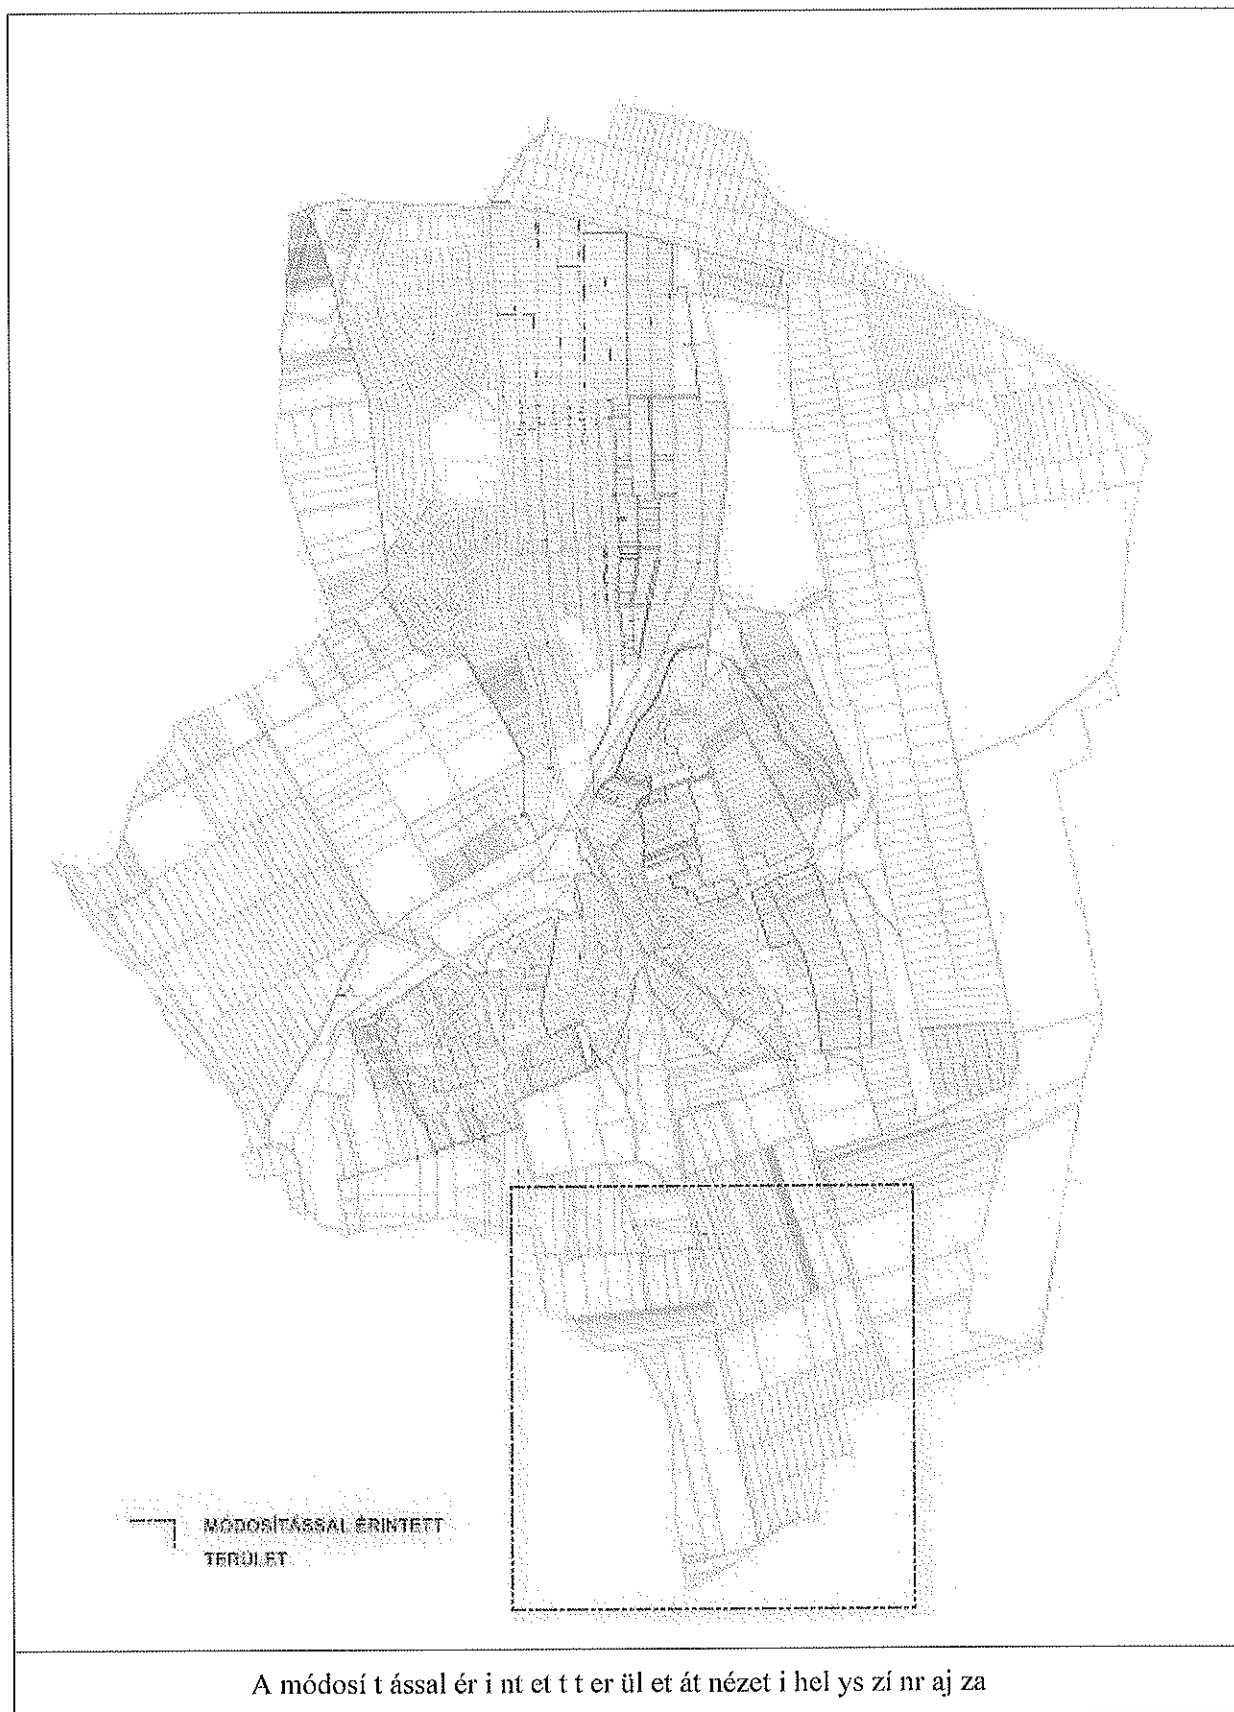 MÓDOSÍTÁSSAL ÉRINTETT
TERÜLET
A módosí t ással ér i nt et t t er ül et át nézet i hel ys zí nr aj za